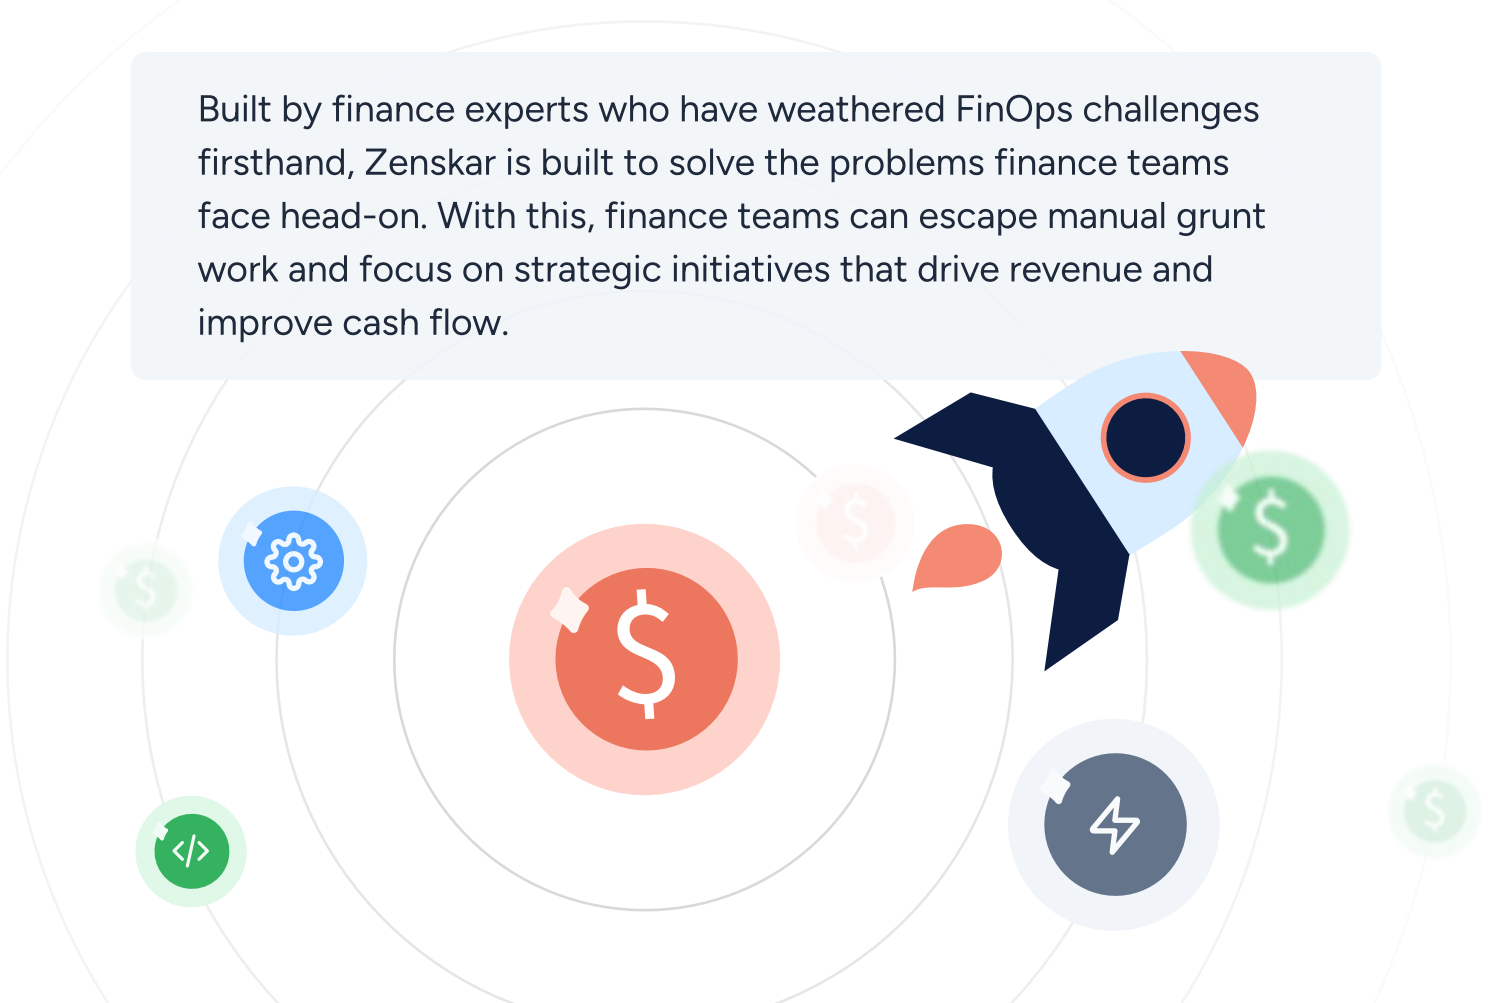 Built by finance experts who have weathered FinOps challenges
firsthand, Zenskar is built to solve the problems finance teams
face head-on. With this, finance teams can escape manual grunt
work and focus on strategic initiatives that drive revenue and
improve cash flow.
$
$
$
$
</>
$